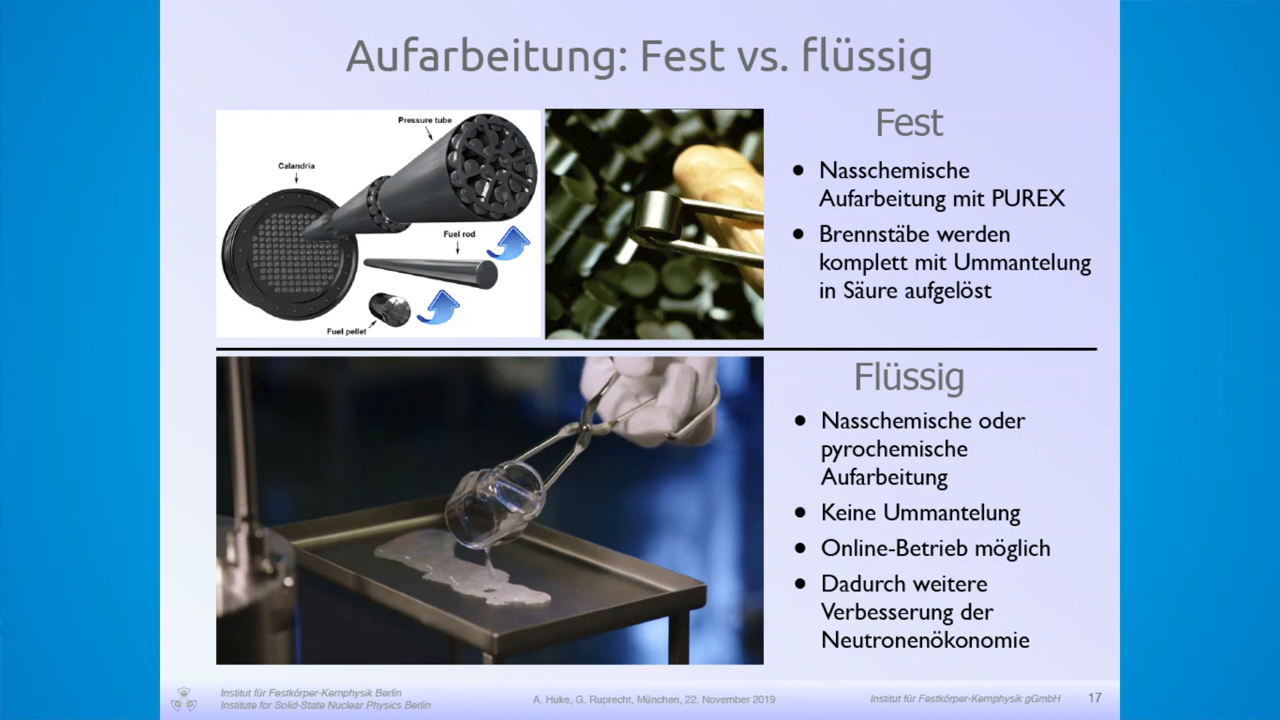 Aufarbeitung: Fest vs. flüssig
Pressure tube
Calandria
Fuel rod
Fuel pellet
Fest
• Nasschemische
Aufarbeitung mit PUREX
• Brennstäbe werden
komplett mit Ummantelung
in Säure aufgelöst
Flüssig
• Nasschemische oder
pyrochemische
Aufarbeitung
• Keine Ummantelung
• Online-Betrieb möglich
• Dadurch weitere
Verbesserung der
Neutronenökonomie
Institut für Festkörper-Kernphysik Berlin
Institute for Solid-State Nuclear Physics Berlin
A. Huke, G. Ruprecht, München, 22. November 2019
Institut für Festkörper-Kernphysik gGmbH
17